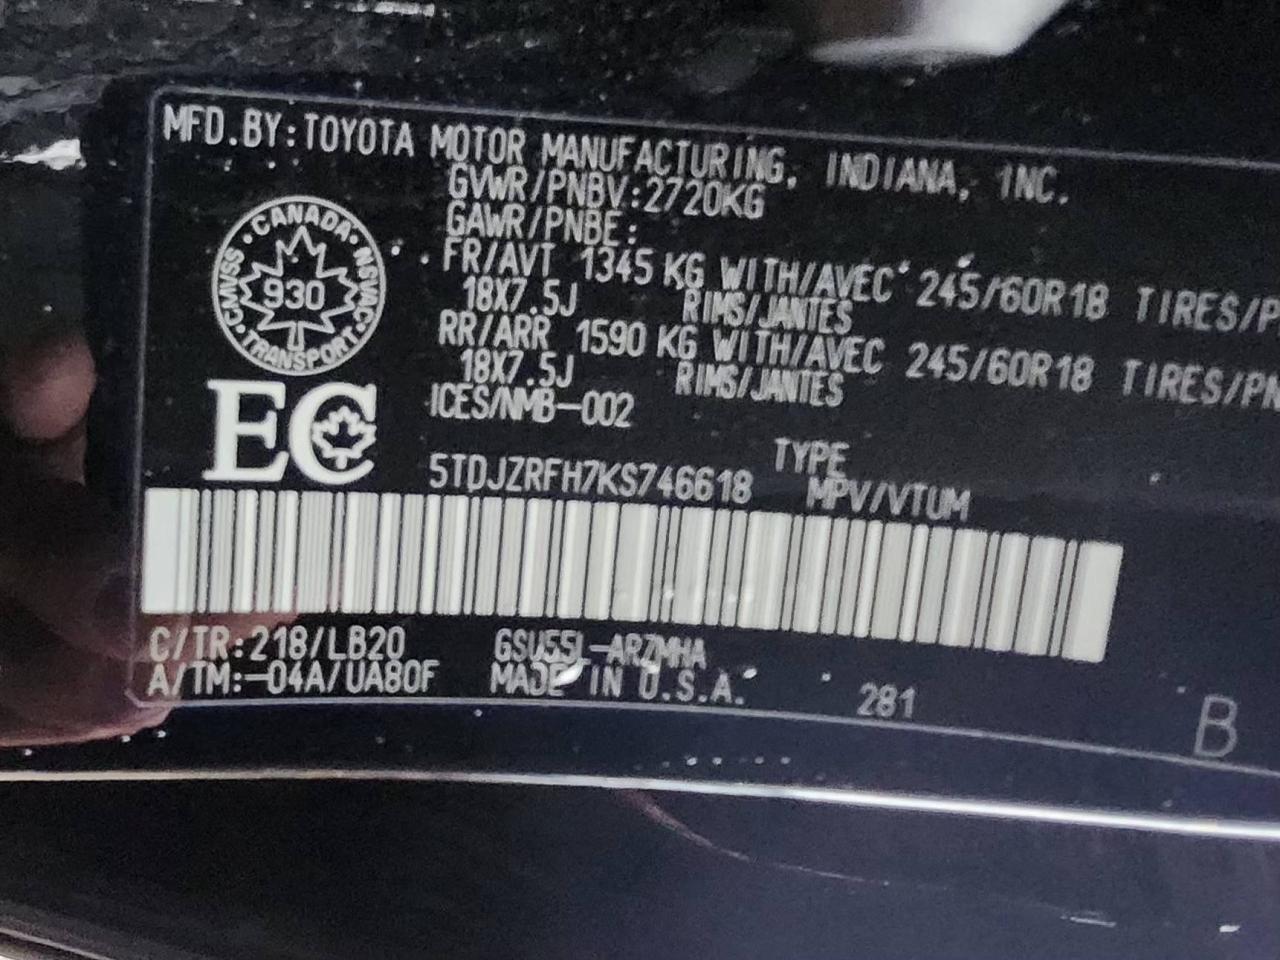 MFD.BY:TOYOTA MOTOR MANUFACTURING, INDIANA, INC.
GVWR/PNBV:2720KG
GAWR/PNBE:
FR/AVT 1345 KG WITH/AVEC 245/60R18 TIRES/P
18X7.5J RIMS/JANTES
RR/ARR 1590 KG WITH/AVEC 245/60R18 TIRES/PN
18X7.5J RIMS/JANTES
ICES/NMB-002
CANADA
CMVSS 930 NSVAC
TRANSPORT
EC
TYPE
5TDJZRFH7KS746618 MPV/VTUM
C/TR:218/LB20 GSU55L-ARZMHA
A/TM:-04A/UA80F MADE IN U.S.A. 281
B